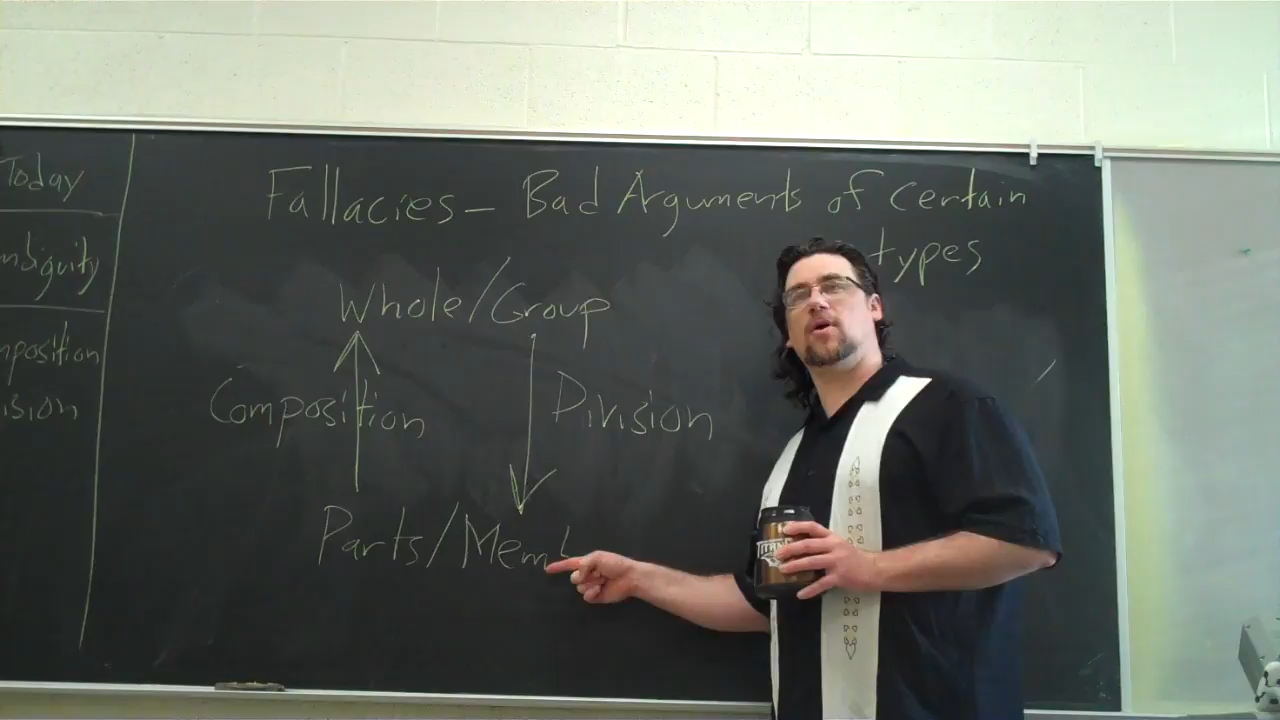 Today
mbiguity
mposition
ision
Fallacies - Bad Arguments of Certain
types
Whole/Group
Composition
Division
Parts/Memb